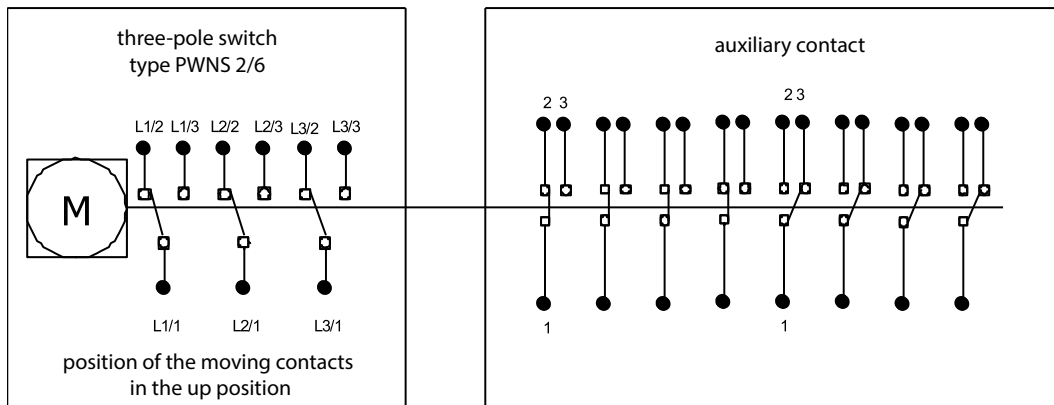 three-pole switch
type PWNS 2/6
auxiliary contact
2 3
2 3
L1/2 L1/3 L2/2 L2/3 L3/2 L3/3
M
L1/1 L2/1 L3/1
1
1
position of the moving contacts
in the up position